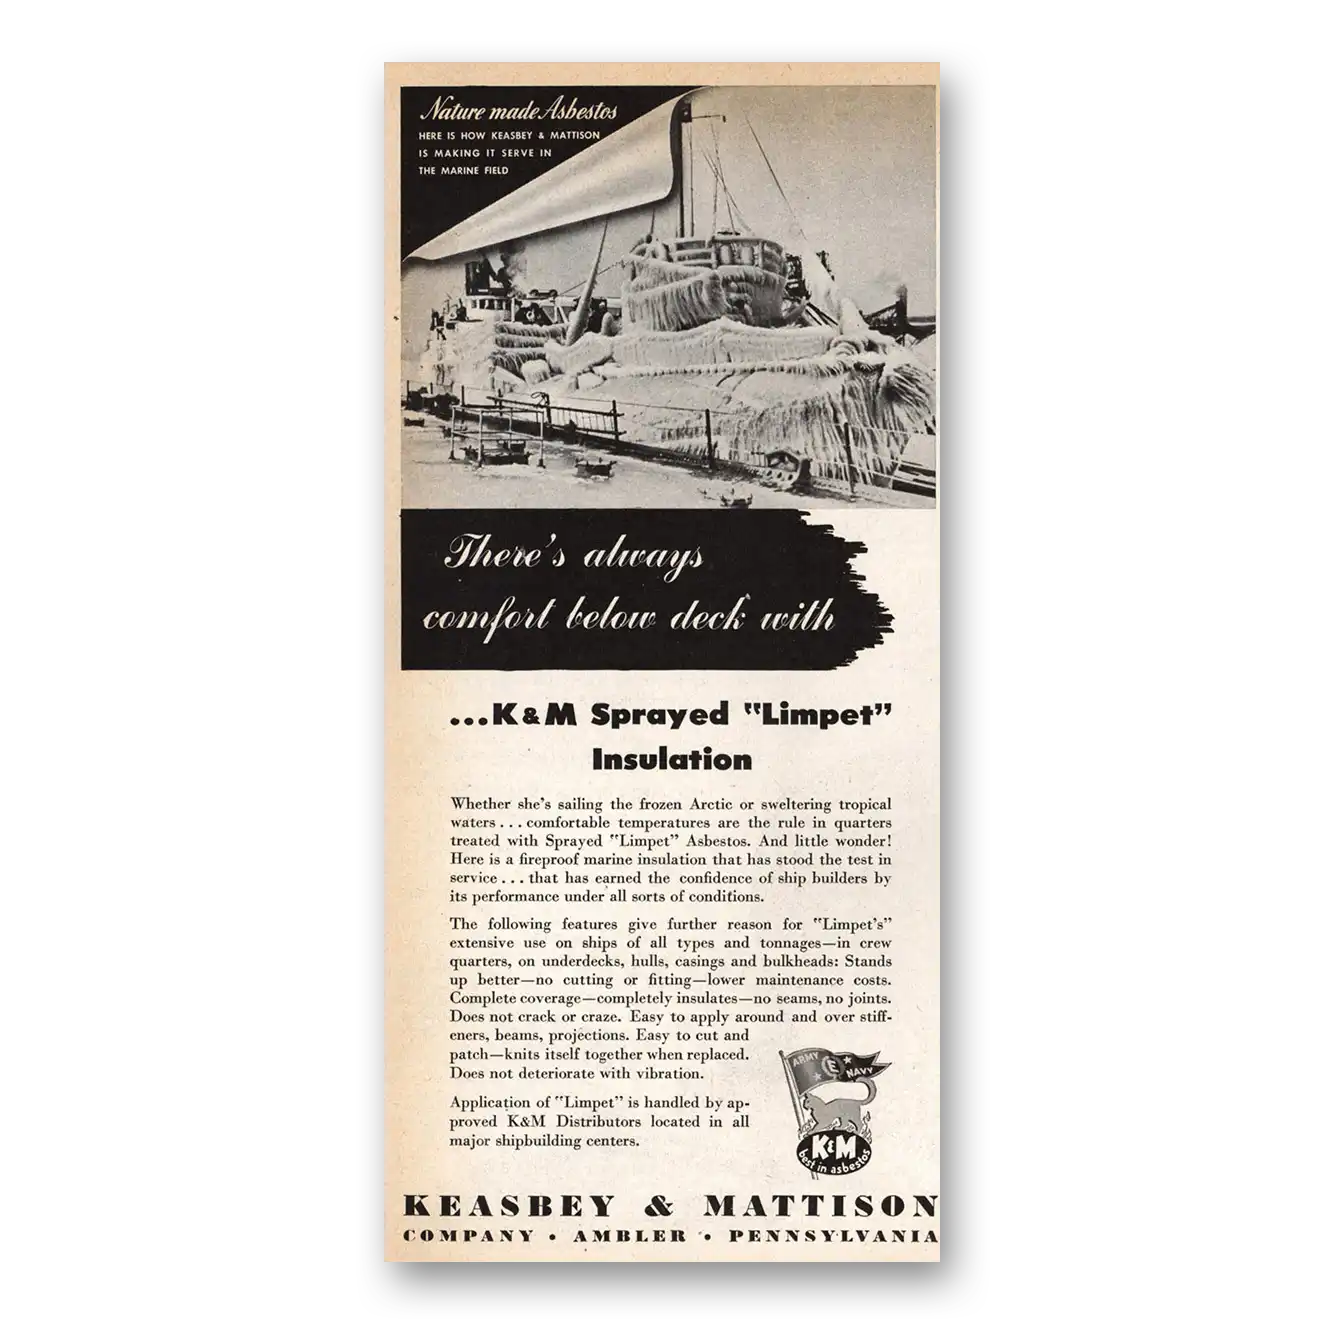 Nature made Asbestos
HERE IS HOW KEASBEY & MATTISON
IS MAKING IT SERVE IN
THE MARINE FIELD
There's always
comfort below deck with
...K&M Sprayed "Limpet"
Insulation
Whether she's sailing the frozen Arctic or sweltering tropical
waters . . . comfortable temperatures are the rule in quarters
treated with Sprayed "Limpet" Asbestos. And little wonder!
Here is a fireproof marine insulation that has stood the test in
service . . . that has earned the confidence of ship builders by
its performance under all sorts of conditions.
The following features give further reason for "Limpet's"
extensive use on ships of all types and tonnages—in crew
quarters, on underdecks, hulls, casings and bulkheads: Stands
up better—no cutting or fitting—lower maintenance costs.
Complete coverage—completely insulates—no seams, no joints.
Does not crack or craze. Easy to apply around and over stiff-
eners, beams, projections. Easy to cut and
patch—knits itself together when replaced.
Does not deteriorate with vibration.
Application of "Limpet" is handled by ap-
proved K&M Distributors located in all
major shipbuilding centers.
ARMY E NAVY
K&M
best in asbestos
KEASBEY & MATTISON
COMPANY • AMBLER • PENNSYLVANIA